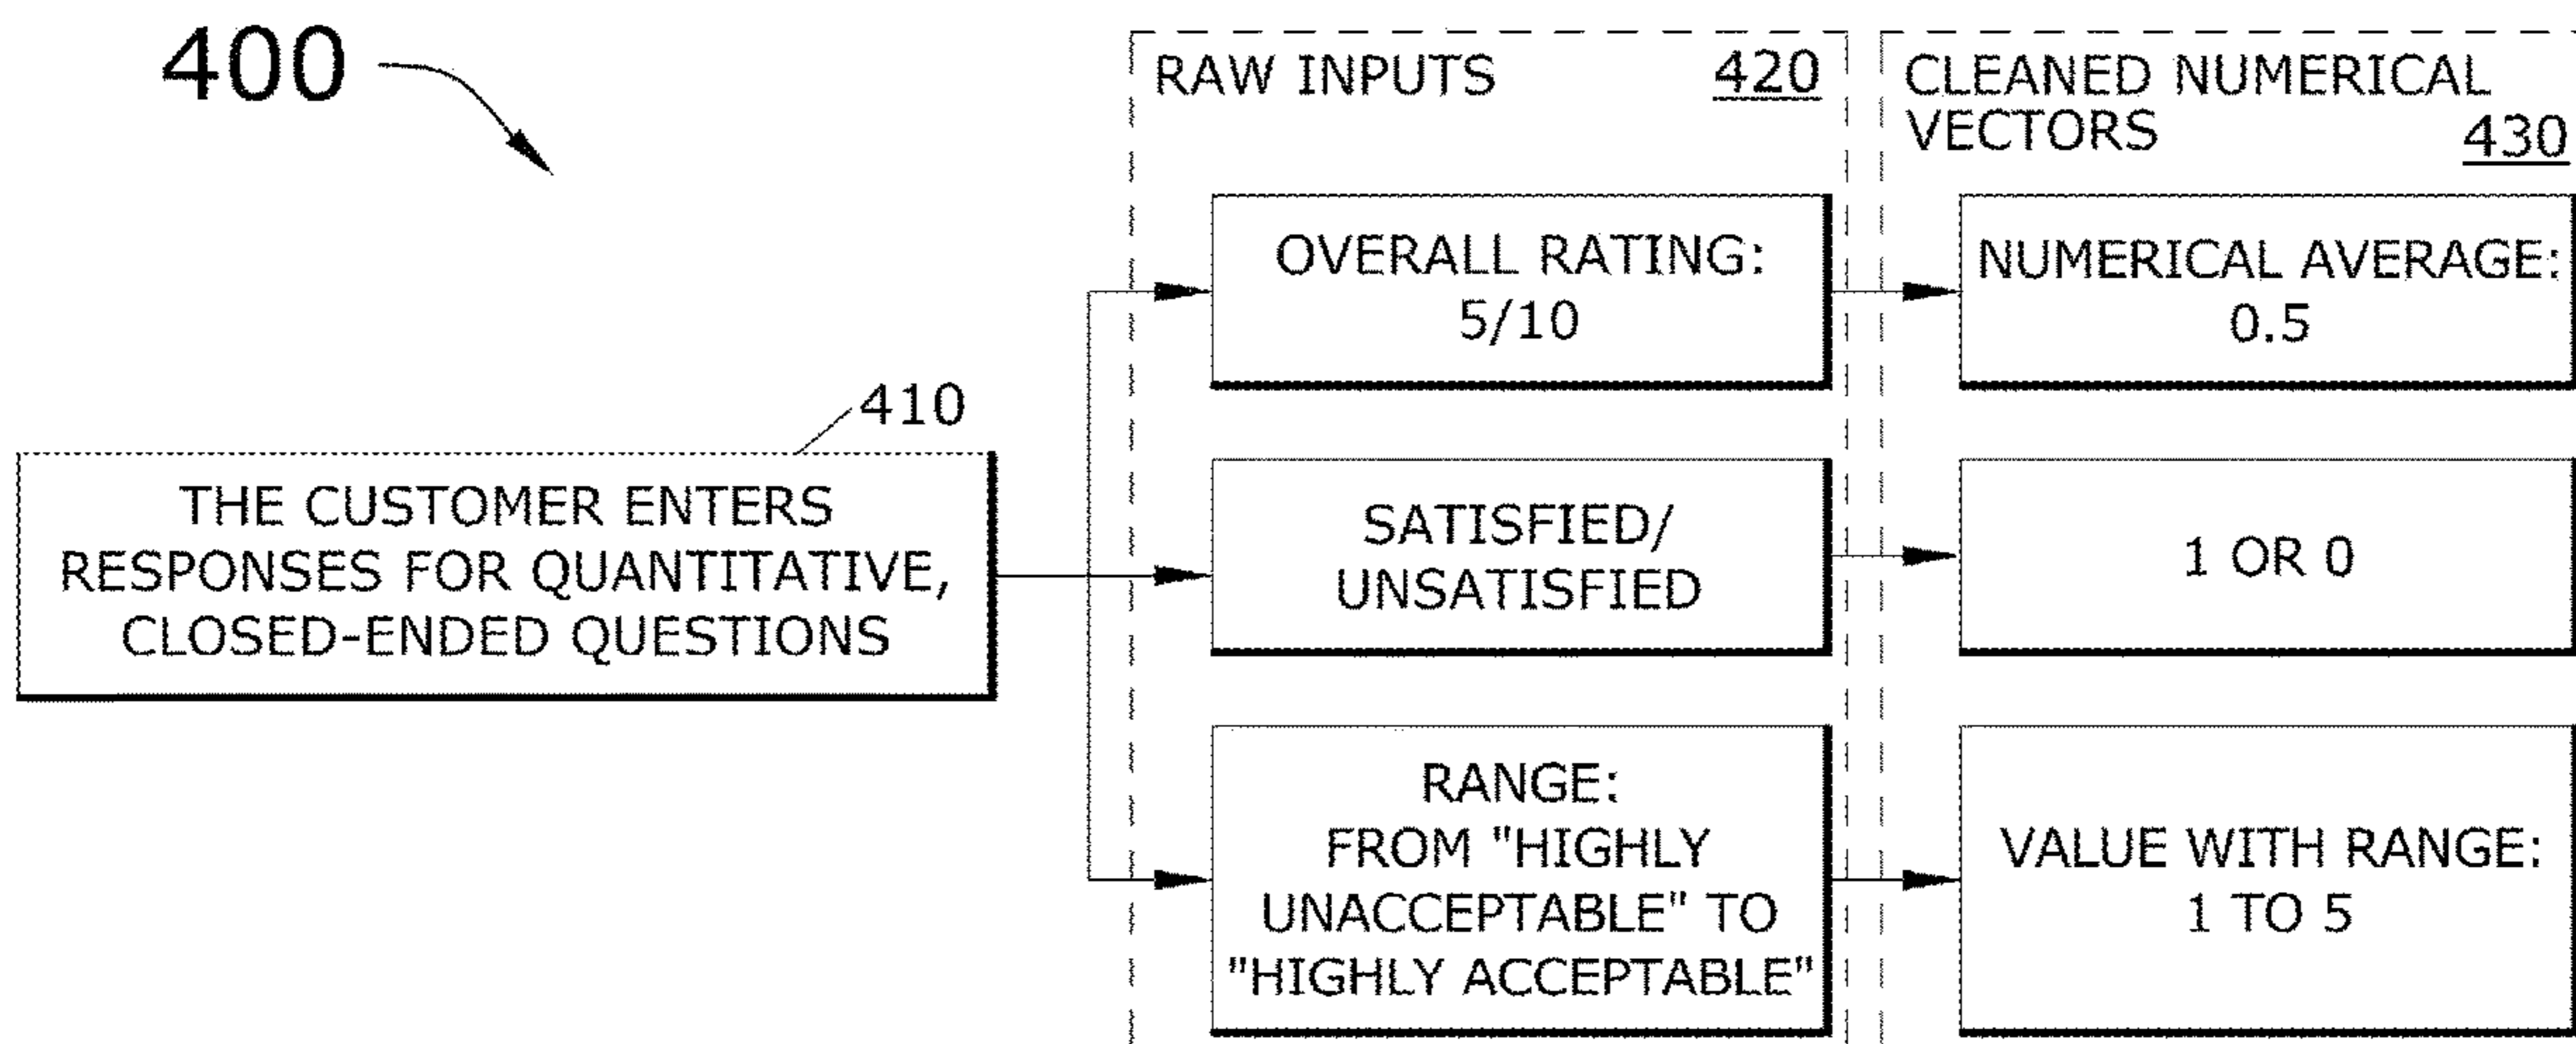 400
RAW INPUTS 420
CLEANED NUMERICAL
VECTORS 430
410
THE CUSTOMER ENTERS
RESPONSES FOR QUANTITATIVE,
CLOSED-ENDED QUESTIONS
OVERALL RATING:
5/10
NUMERICAL AVERAGE:
0.5
SATISFIED/
UNSATISFIED
1 OR 0
RANGE:
FROM "HIGHLY
UNACCEPTABLE" TO
"HIGHLY ACCEPTABLE"
VALUE WITH RANGE:
1 TO 5